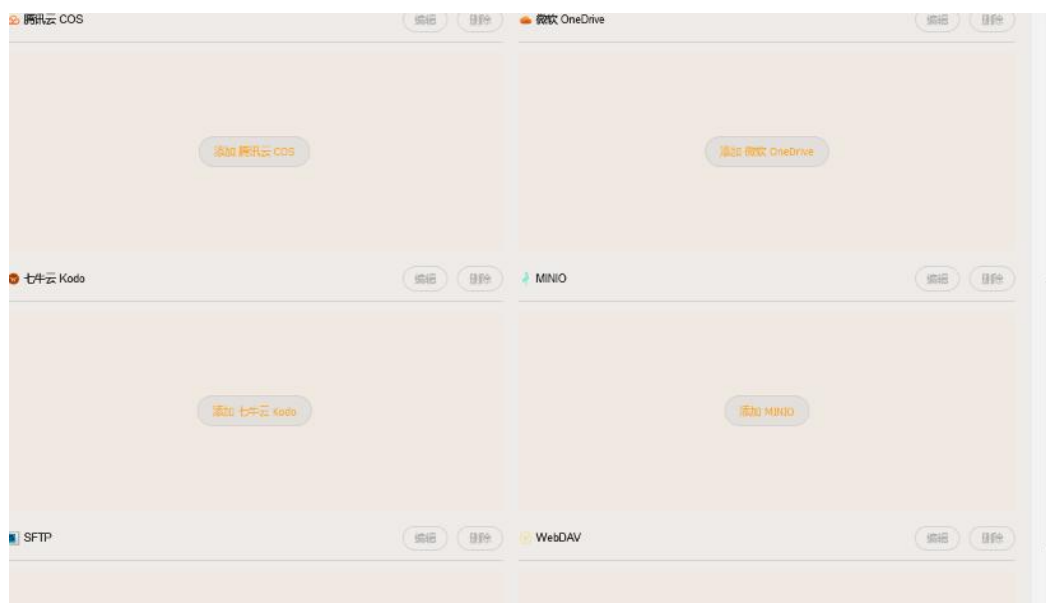 腾讯云 COS 编辑 删除 微软 OneDrive 编辑 删除
添加 腾讯云 COS 添加 微软 OneDrive
七牛云 Kodo 编辑 删除 MINIO 编辑 删除
添加 七牛云 Kodo 添加 MINIO
SFTP 编辑 删除 WebDAV 编辑 删除